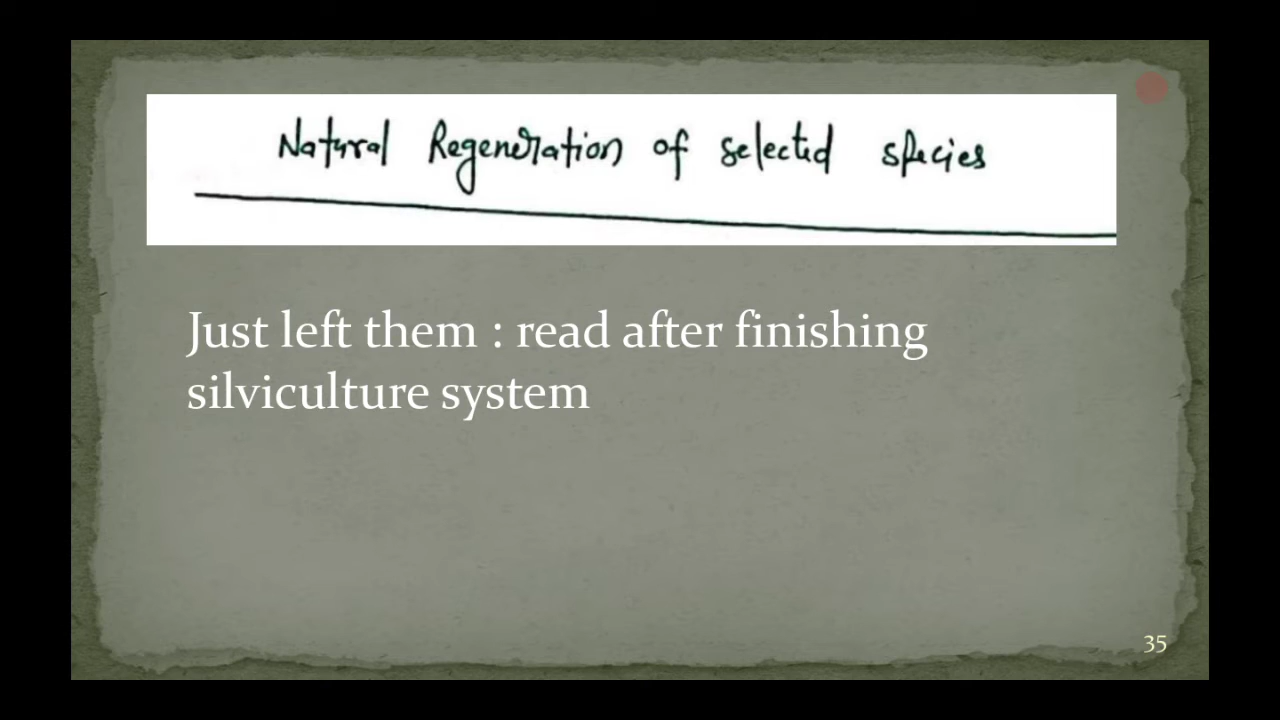 Natural Regeneration of selected species
Just left them : read after finishing
silviculture system
35